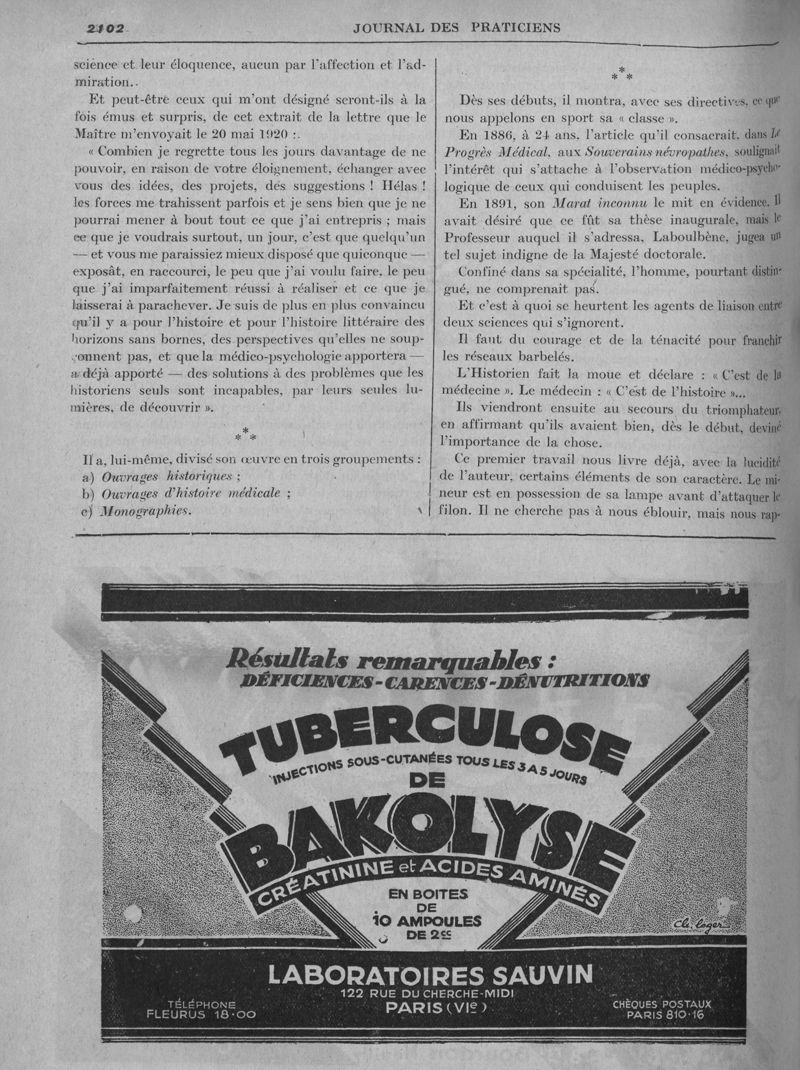 2102
JOURNAL DES PRATICIENS
science et leur éloquence, aucun par l'affection et l'ad-
miration..
Et peut-être ceux qui m'ont désigné seront-ils à la
fois émus et surpris, de cet extrait de la lettre que le
Maître m'envoyait le 20 mai 1920 :.
« Combien je regrette tous les jours davantage de ne
pouvoir, en raison de votre éloignement, échanger avec
vous des idées, des projets, des suggestions ! Hélas !
les forces me trahissent parfois et je sens bien que je ne
pourrai mener à bout tout ce que j'ai entrepris ; mais
ce que je voudrais surtout, un jour, c'est que quelqu'un
— et vous me paraissiez mieux disposé que quiconque —
exposât, en raccourci, le peu que j'ai voulu faire, le peu
que j'ai imparfaitement réussi à réaliser et ce que je
laisserai à parachever. Je suis de plus en plus convaincu
qu'il y a pour l'histoire et pour l'histoire littéraire des
horizons sans bornes, des perspectives qu'elles ne soup-
çonnent pas, et que la médico-psychologie apportera —
a déjà apporté — des solutions à des problèmes que les
historiens seuls sont incapables, par leurs seules lu-
mières, de découvrir ».
*
* *
Il a, lui-même, divisé son œuvre en trois groupements :
a) Ouvrages historiques ;
b) Ouvrages d'histoire médicale ;
c) Monographies.
*
* *
Dès ses débuts, il montra, avec ses directives, ce que
nous appelons en sport sa « classe ».
En 1886, à 24 ans, l'article qu'il consacrait, dans Le
Progrès Médical, aux Souverains névropathes, soulignait
l'intérêt qui s'attache à l'observation médico-psycho-
logique de ceux qui conduisent les peuples.
En 1891, son Marat inconnu le mit en évidence. Il
avait désiré que ce fût sa thèse inaugurale, mais le
Professeur auquel il s'adressa, Laboulbène, jugea un
tel sujet indigne de la Majesté doctorale.
Confiné dans sa spécialité, l'homme, pourtant distin-
gué, ne comprenait pas.
Et c'est à quoi se heurtent les agents de liaison entre
deux sciences qui s'ignorent.
Il faut du courage et de la ténacité pour franchir
les réseaux barbelés.
L'Historien fait la moue et déclare : « C'est de la
médecine ». Le médecin : « C'est de l'histoire »...
Ils viendront ensuite au secours du triomphateur,
en affirmant qu'ils avaient bien, dès le début, deviné
l'importance de la chose.
Ce premier travail nous livre déjà, avec la lucidité
de l'auteur, certains éléments de son caractère. Le mi-
neur est en possession de sa lampe avant d'attaquer le
filon. Il ne cherche pas à nous éblouir, mais nous rap-
Résultats remarquables :
DÉFICIENCES-CARENCES-DÉNUTRITIONS
TUBERCULOSE
INJECTIONS SOUS-CUTANÉES TOUS LES 3 A 5 JOURS
DE
BAKOLYSE
CRÉATININE et ACIDES AMINÉS
EN BOITES
DE
10 AMPOULES
DE 2cc
Ch. Loger
LABORATOIRES SAUVIN
122 RUE DU CHERCHE-MIDI
PARIS (VIe)
TÉLÉPHONE
FLEURUS 18-00
CHÈQUES POSTAUX
PARIS 810-16